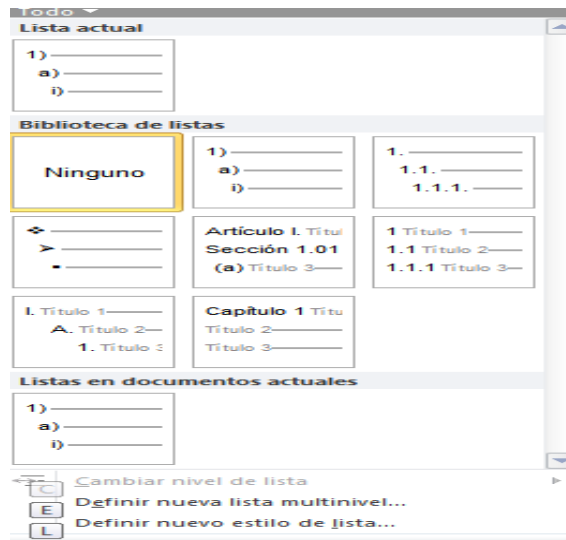 Todo
Lista actual
1)
a)
i)
Biblioteca de listas
Ninguno
1)
a)
i)
1.
1.1.
1.1.1.
Artículo I. Títul
Sección 1.01
(a) Título 3
1 Título 1
1.1 Título 2
1.1.1 Título 3
I. Título 1
A. Título 2
1. Título 3
Capítulo 1 Títu
Título 2
Título 3
Listas en documentos actuales
1)
a)
i)
C Cambiar nivel de lista
E Definir nueva lista multinivel...
L Definir nuevo estilo de lista...